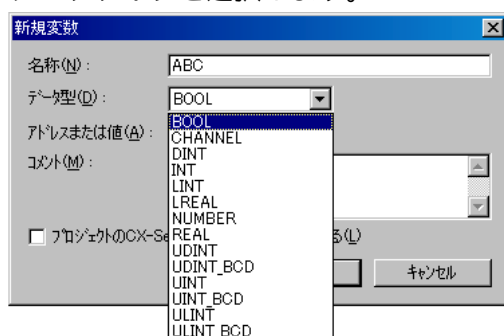 新規変数
名称(N):
ABC
データ型(D):
BOOL
アドレスまたは値(A):
BOOL
CHANNEL
DINT
INT
LINT
LREAL
NUMBER
REAL
UDINT
UDINT_BCD
UINT
UINT_BCD
ULINT
ULINT_BCD
コメント(M):
プロジェクトのCX-Se
る(L)
キャンセル